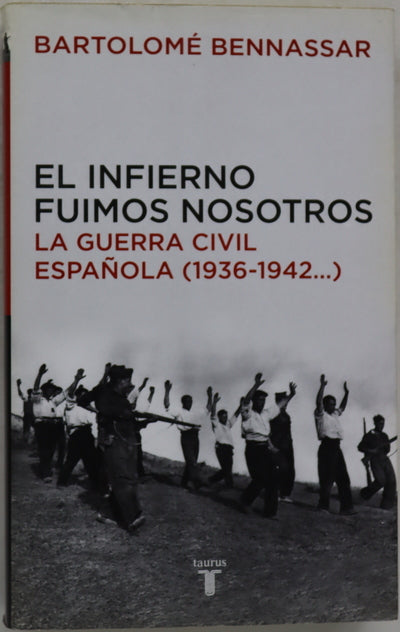 BARTOLOMÉ BENNASSAR
EL INFIERNO
FUIMOS NOSOTROS
LA GUERRA CIVIL
ESPAÑOLA (1936-1942...)
taurus